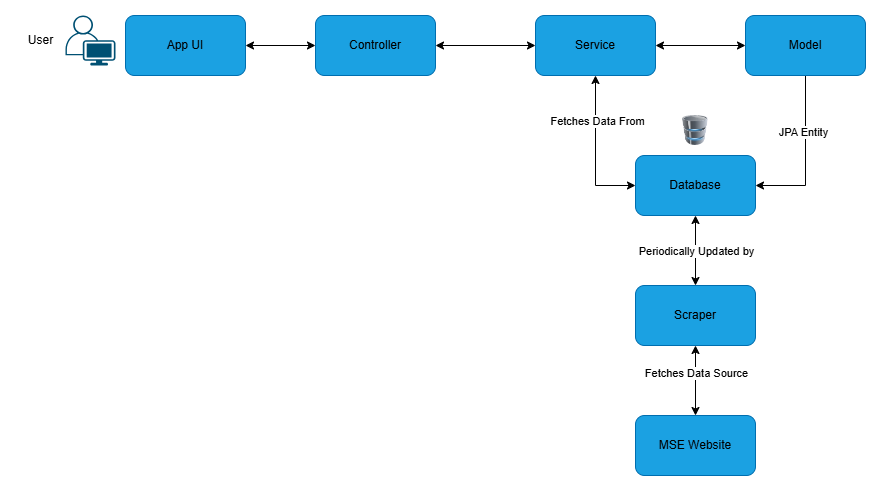 User
App UI
Controller
Service
Model
Fetches Data From
JPA Entity
Database
Periodically Updated by
Scraper
Fetches Data Source
MSE Website